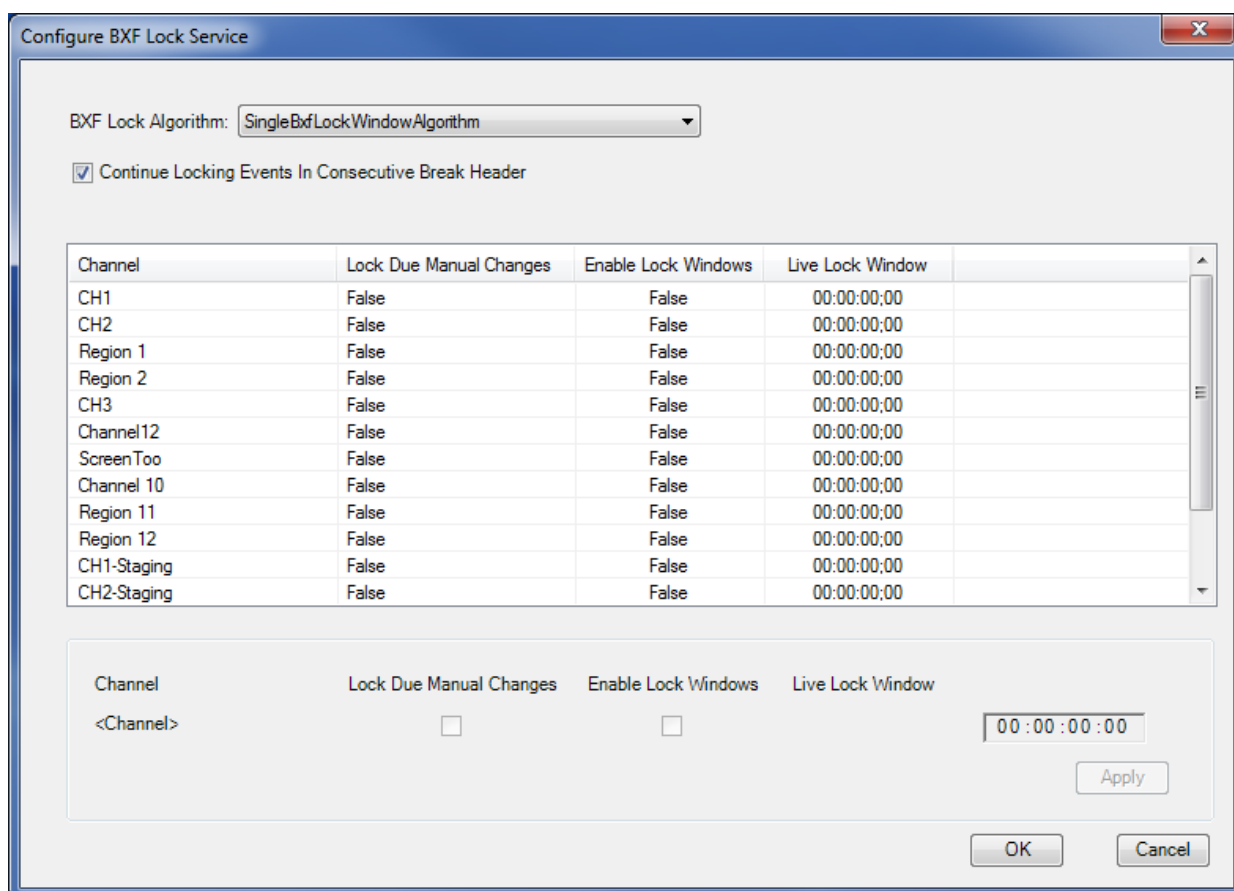 Configure BXF Lock Service
BXF Lock Algorithm: SingleBxfLockWindowAlgorithm
Continue Locking Events In Consecutive Break Header
Channel Lock Due Manual Changes Enable Lock Windows Live Lock Window
CH1 False False 00:00:00;00
CH2 False False 00:00:00;00
Region 1 False False 00:00:00;00
Region 2 False False 00:00:00;00
CH3 False False 00:00:00;00
Channel12 False False 00:00:00;00
ScreenToo False False 00:00:00;00
Channel 10 False False 00:00:00;00
Region 11 False False 00:00:00;00
Region 12 False False 00:00:00;00
CH1-Staging False False 00:00:00;00
CH2-Staging False False 00:00:00;00
Channel Lock Due Manual Changes Enable Lock Windows Live Lock Window
<Channel> 00:00:00:00
Apply
OK Cancel